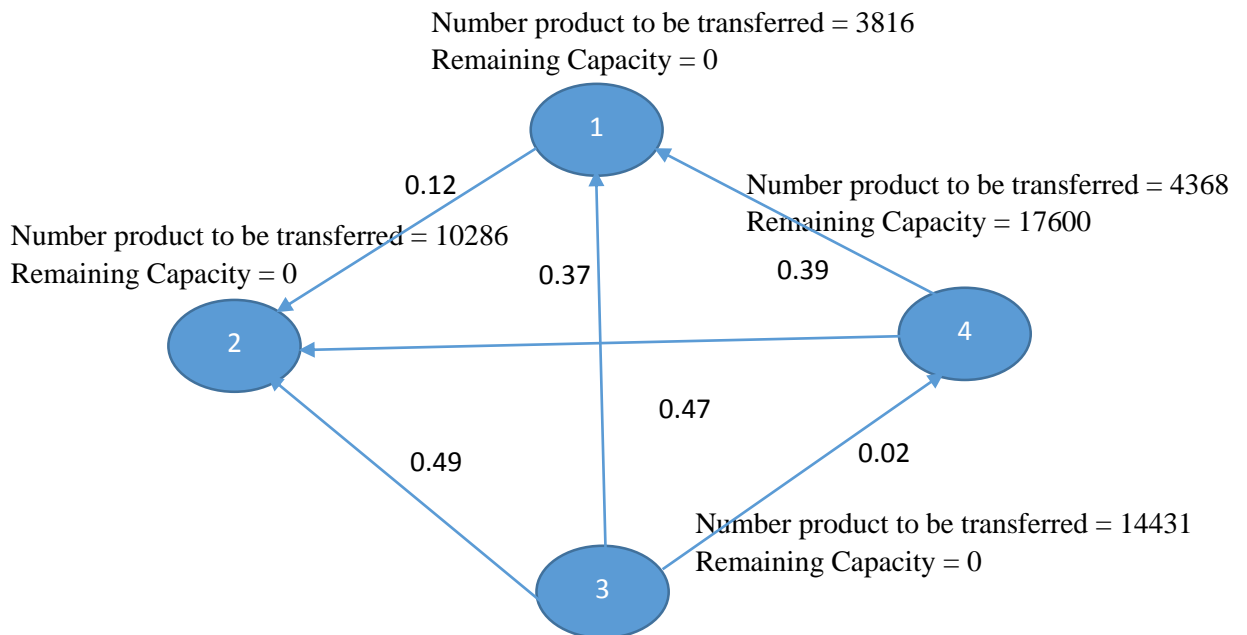 Number product to be transferred = 3816
Remaining Capacity = 0
1
0.12
Number product to be transferred = 4368
Remaining Capacity = 17600
Number product to be transferred = 10286
Remaining Capacity = 0
0.37
0.39
2
4
0.47
0.49
0.02
Number product to be transferred = 14431
Remaining Capacity = 0
3